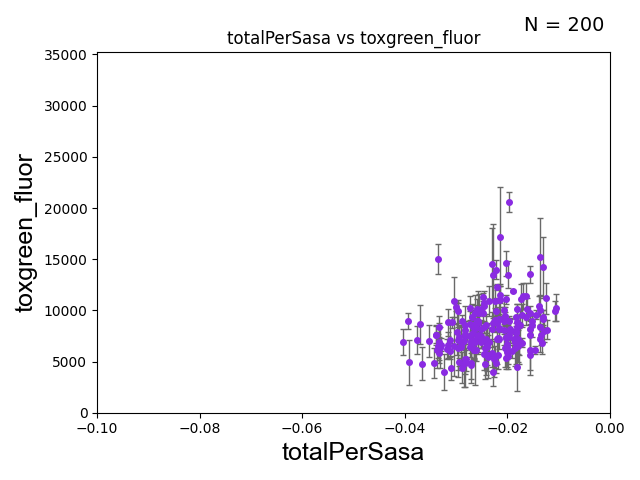 N = 200
totalPerSasa vs toxgreen_fluor
35000
30000
25000
20000
15000
10000
5000
0
toxgreen_fluor
−0.10 −0.08 −0.06 −0.04 −0.02 0.00
totalPerSasa